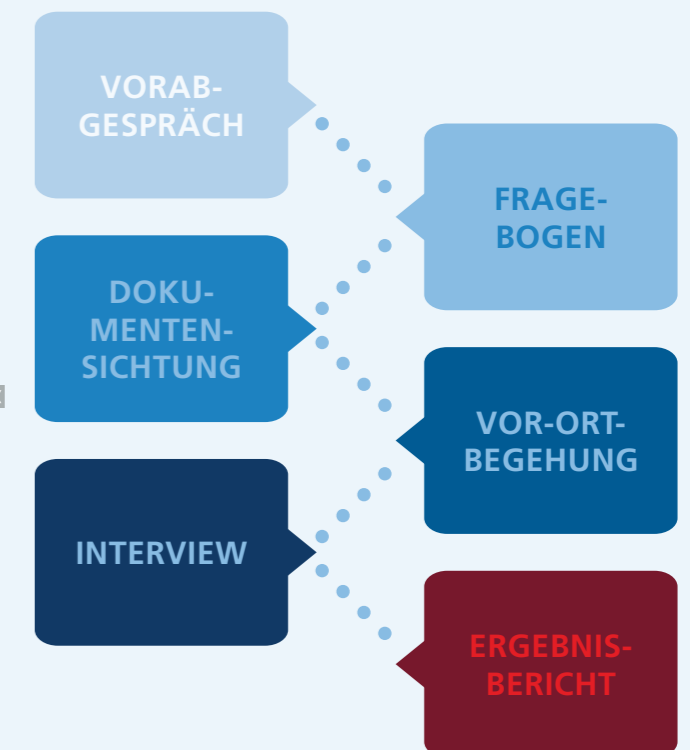 VORAB-
GESPRÄCH
FRAGE-
BOGEN
DOKU-
MENTEN-
SICHTUNG
VOR-ORT-
BEGEHUNG
INTERVIEW
ERGEBNIS-
BERICHT